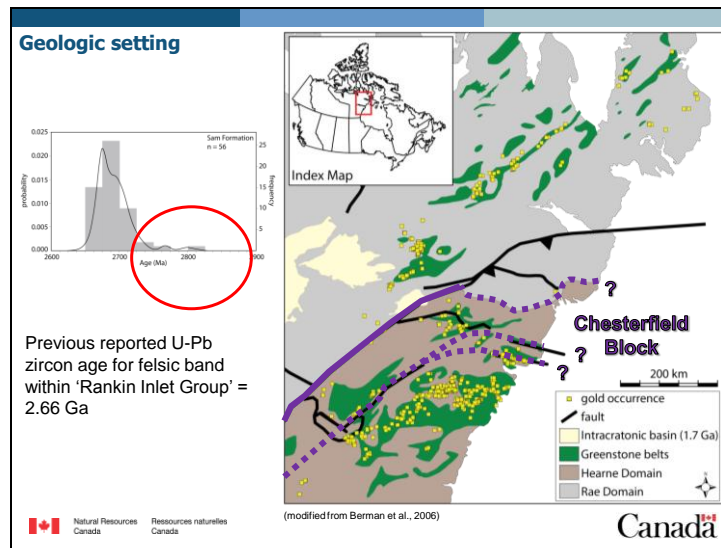 Geologic setting
Index Map
Sam Formation
n = 56
0.025
0.020
0.015
0.010
0.005
0.000
probability
25
20
15
10
5
frequency
2600
2700
2800
2900
Age (Ma)
Previous reported U-Pb
zircon age for felsic band
within ‘Rankin Inlet Group’ =
2.66 Ga
?
Chesterfield
Block
?
?
200 km
gold occurrence
fault
Intracratonic basin (1.7 Ga)
Greenstone belts
Hearne Domain
Rae Domain
N
(modified from Berman et al., 2006)
Natural Resources Ressources naturelles
Canada Canada
Canada